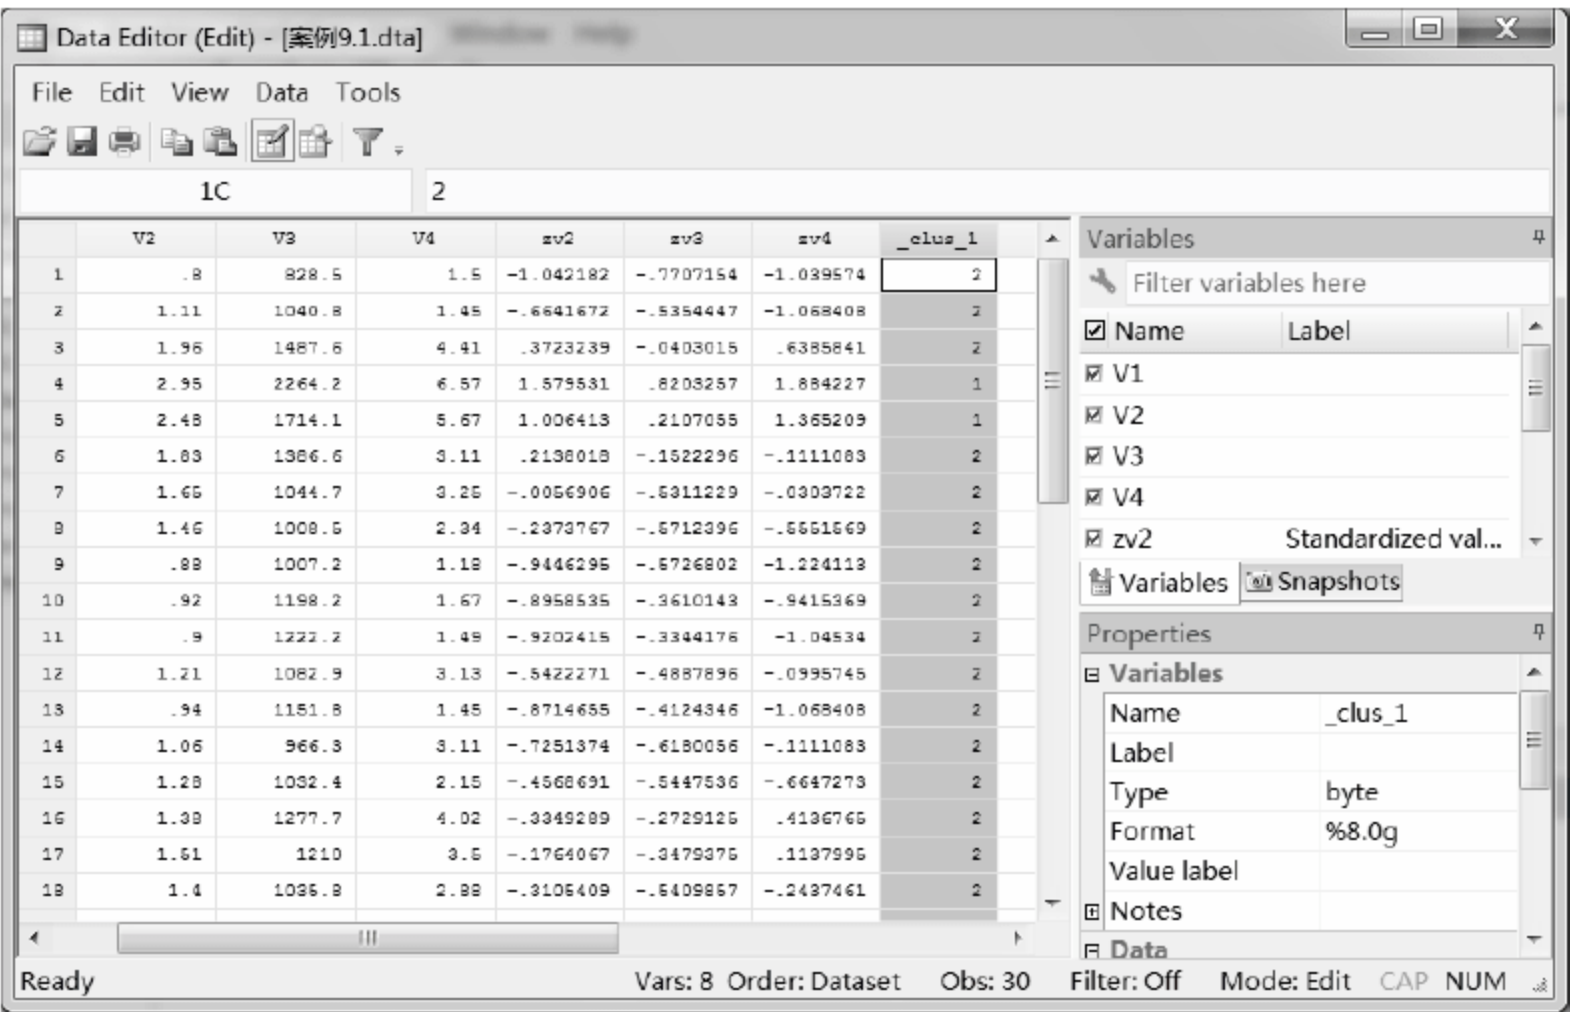 Data Editor (Edit) - [案例9.1.dta]
Window Help
File Edit View Data Tools
1C 2
V2 V3 V4 zv2 zv3 zv4 _clus_1
1 .8 828.5 1.5 -1.042182 -.7707154 -1.039574 2
2 1.11 1040.8 1.45 -.6641672 -.5354447 -1.068408 2
3 1.96 1487.6 4.41 .3723239 -.0403015 .6385841 2
4 2.95 2264.2 6.57 1.579531 .8203257 1.884227 1
5 2.48 1714.1 5.67 1.006413 .2107055 1.365209 1
6 1.83 1386.6 3.11 .2138018 -.1522296 -.1111083 2
7 1.65 1044.7 3.25 -.0056906 -.5311229 -.0303722 2
8 1.46 1008.5 2.34 -.2373767 -.5712396 -.5551569 2
9 .88 1007.2 1.18 -.9446295 -.5726802 -1.224113 2
10 .92 1198.2 1.67 -.8958535 -.3610143 -.9415369 2
11 .9 1222.2 1.49 -.9202415 -.3344176 -1.04534 2
12 1.21 1082.9 3.13 -.5422271 -.4887896 -.0995745 2
13 .94 1151.8 1.45 -.8714655 -.4124346 -1.068408 2
14 1.06 966.3 3.11 -.7251374 -.6180056 -.1111083 2
15 1.28 1032.4 2.15 -.4568691 -.5447536 -.6647273 2
16 1.38 1277.7 4.02 -.3349289 -.2729125 .4136765 2
17 1.51 1210 3.5 -.1764067 -.3479375 .1137995 2
18 1.4 1035.8 2.88 -.3105409 -.5409857 -.2437461 2
Variables
Filter variables here
Name Label
V1
V2
V3
V4
zv2 Standardized val...
Variables Snapshots
Properties
Variables
Name _clus_1
Label
Type byte
Format %8.0g
Value label
Notes
Data
Ready Vars: 8 Order: Dataset Obs: 30 Filter: Off Mode: Edit CAP NUM